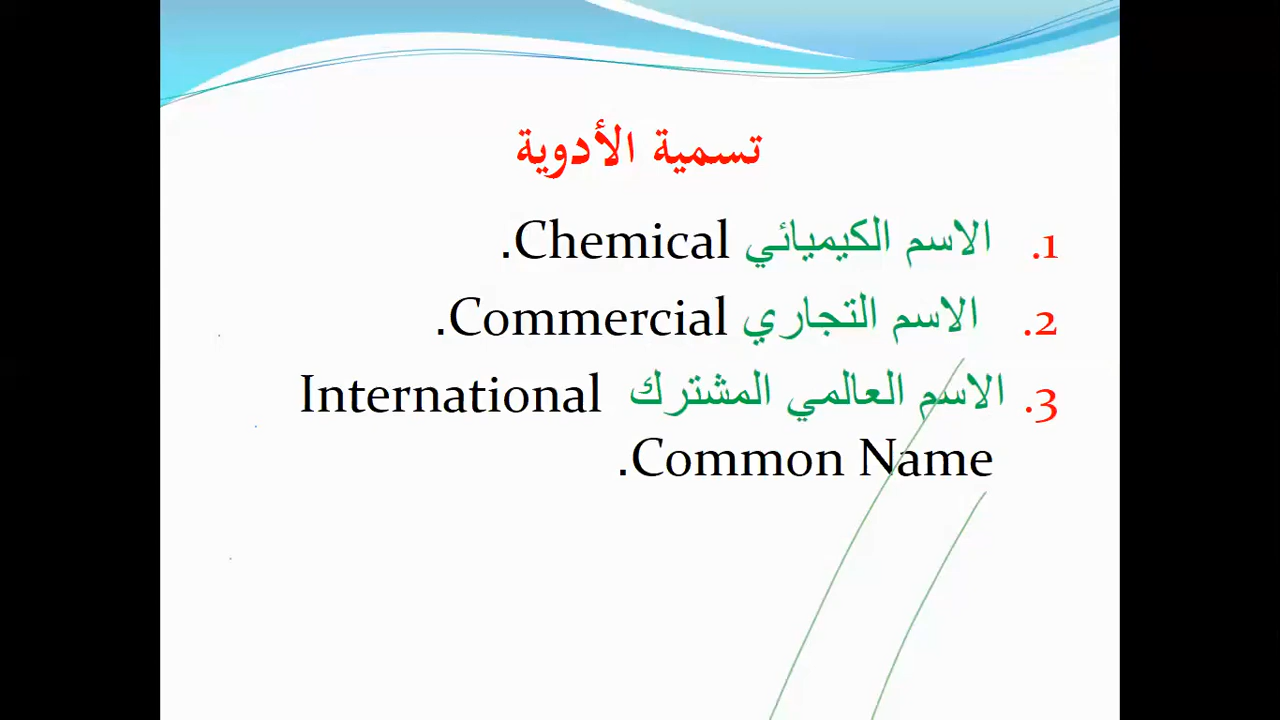 تسمية الأدوية
1. الاسم الكيميائي Chemical.
2. الاسم التجاري Commercial.
3. الاسم العالمي المشترك International
Common Name.